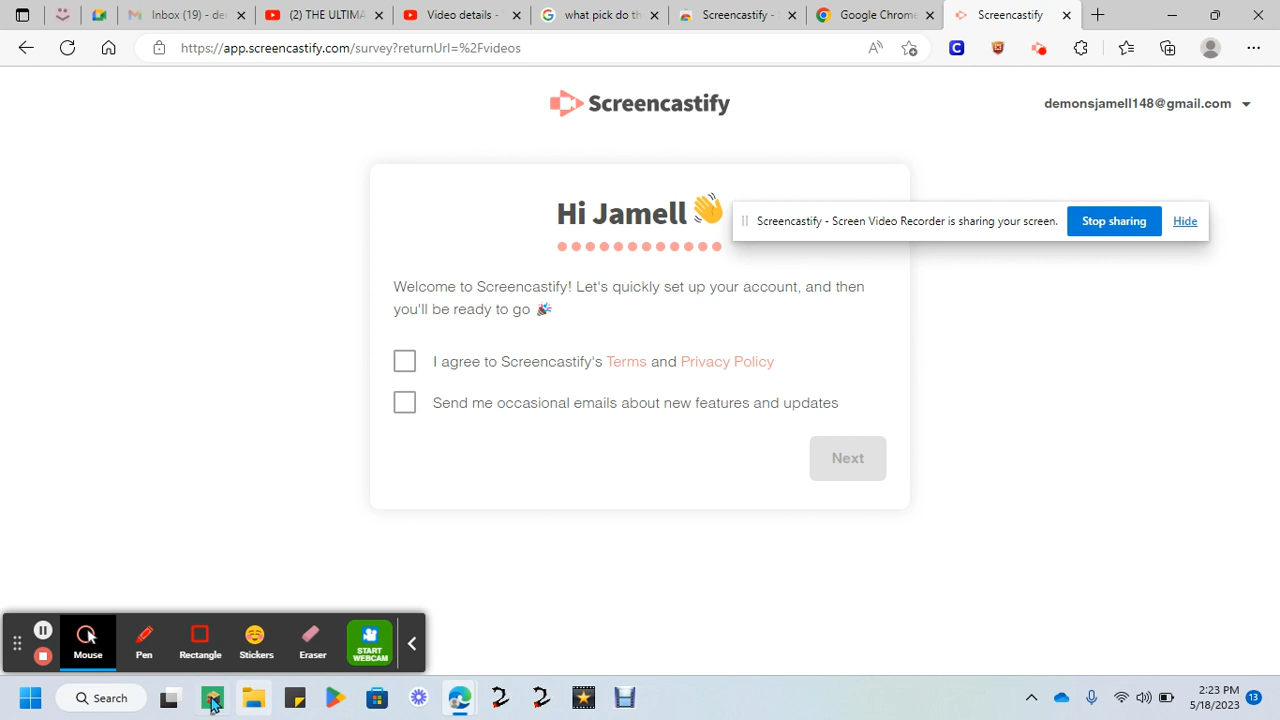 Inbox (19) - de
(2) THE ULTIMA
Video details -
what pick do th
Screencastify -
Google Chrome
Screencastify
https://app.screencastify.com/survey?returnUrl=%2Fvideos
Screencastify
demonsjamell148@gmail.com
Hi Jamell 👋
Screencastify - Screen Video Recorder is sharing your screen. Stop sharing Hide
Welcome to Screencastify! Let's quickly set up your account, and then
you'll be ready to go 🎉
I agree to Screencastify's Terms and Privacy Policy
Send me occasional emails about new features and updates
Next
Mouse Pen Rectangle Stickers Eraser START
WEBCAM
Search
2:23 PM
5/18/2023
13